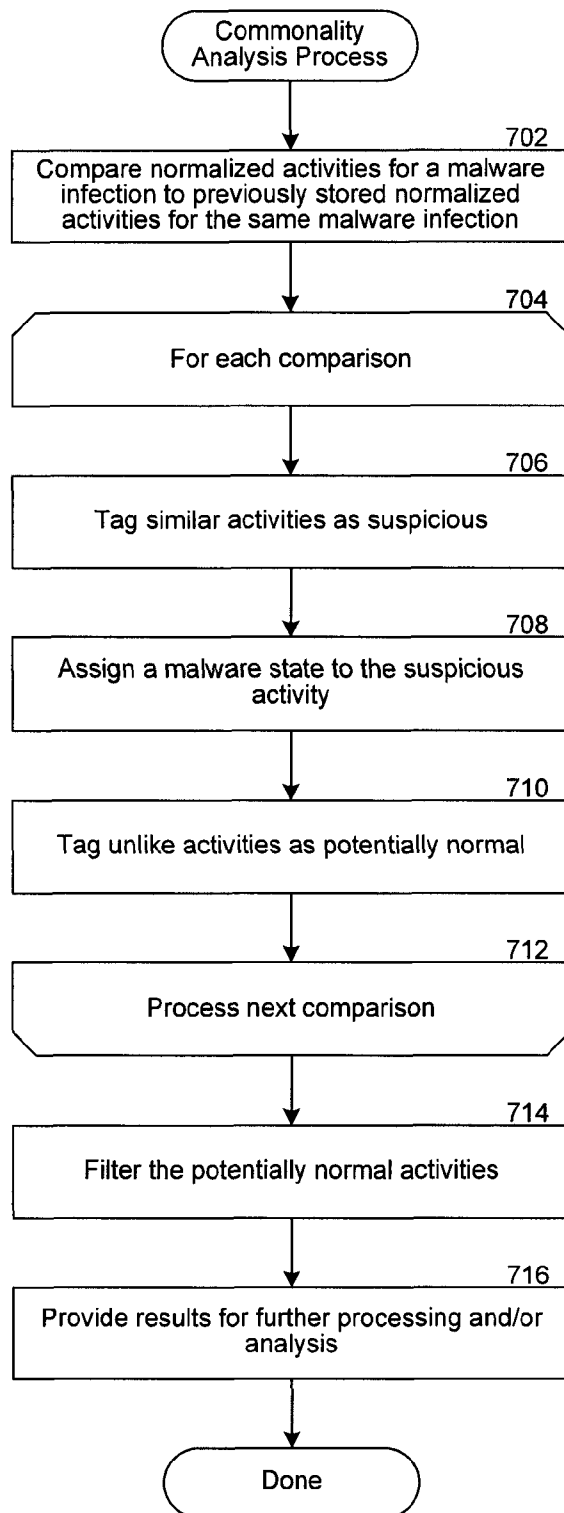 Commonality
Analysis Process
702
Compare normalized activities for a malware
infection to previously stored normalized
activities for the same malware infection
704
For each comparison
706
Tag similar activities as suspicious
708
Assign a malware state to the suspicious
activity
710
Tag unlike activities as potentially normal
712
Process next comparison
714
Filter the potentially normal activities
716
Provide results for further processing and/or
analysis
Done